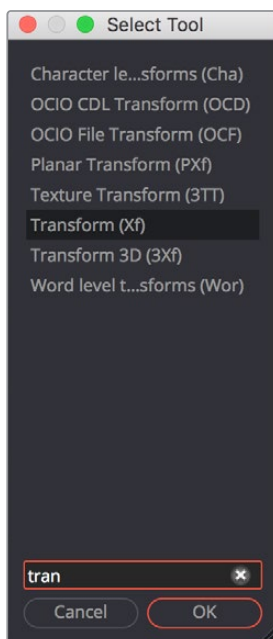 Select Tool
Character le...sforms (Cha)
OCIO CDL Transform (OCD)
OCIO File Transform (OCF)
Planar Transform (PXf)
Texture Transform (3TT)
Transform (Xf)
Transform 3D (3Xf)
Word level t...sforms (Wor)
tran
Cancel OK